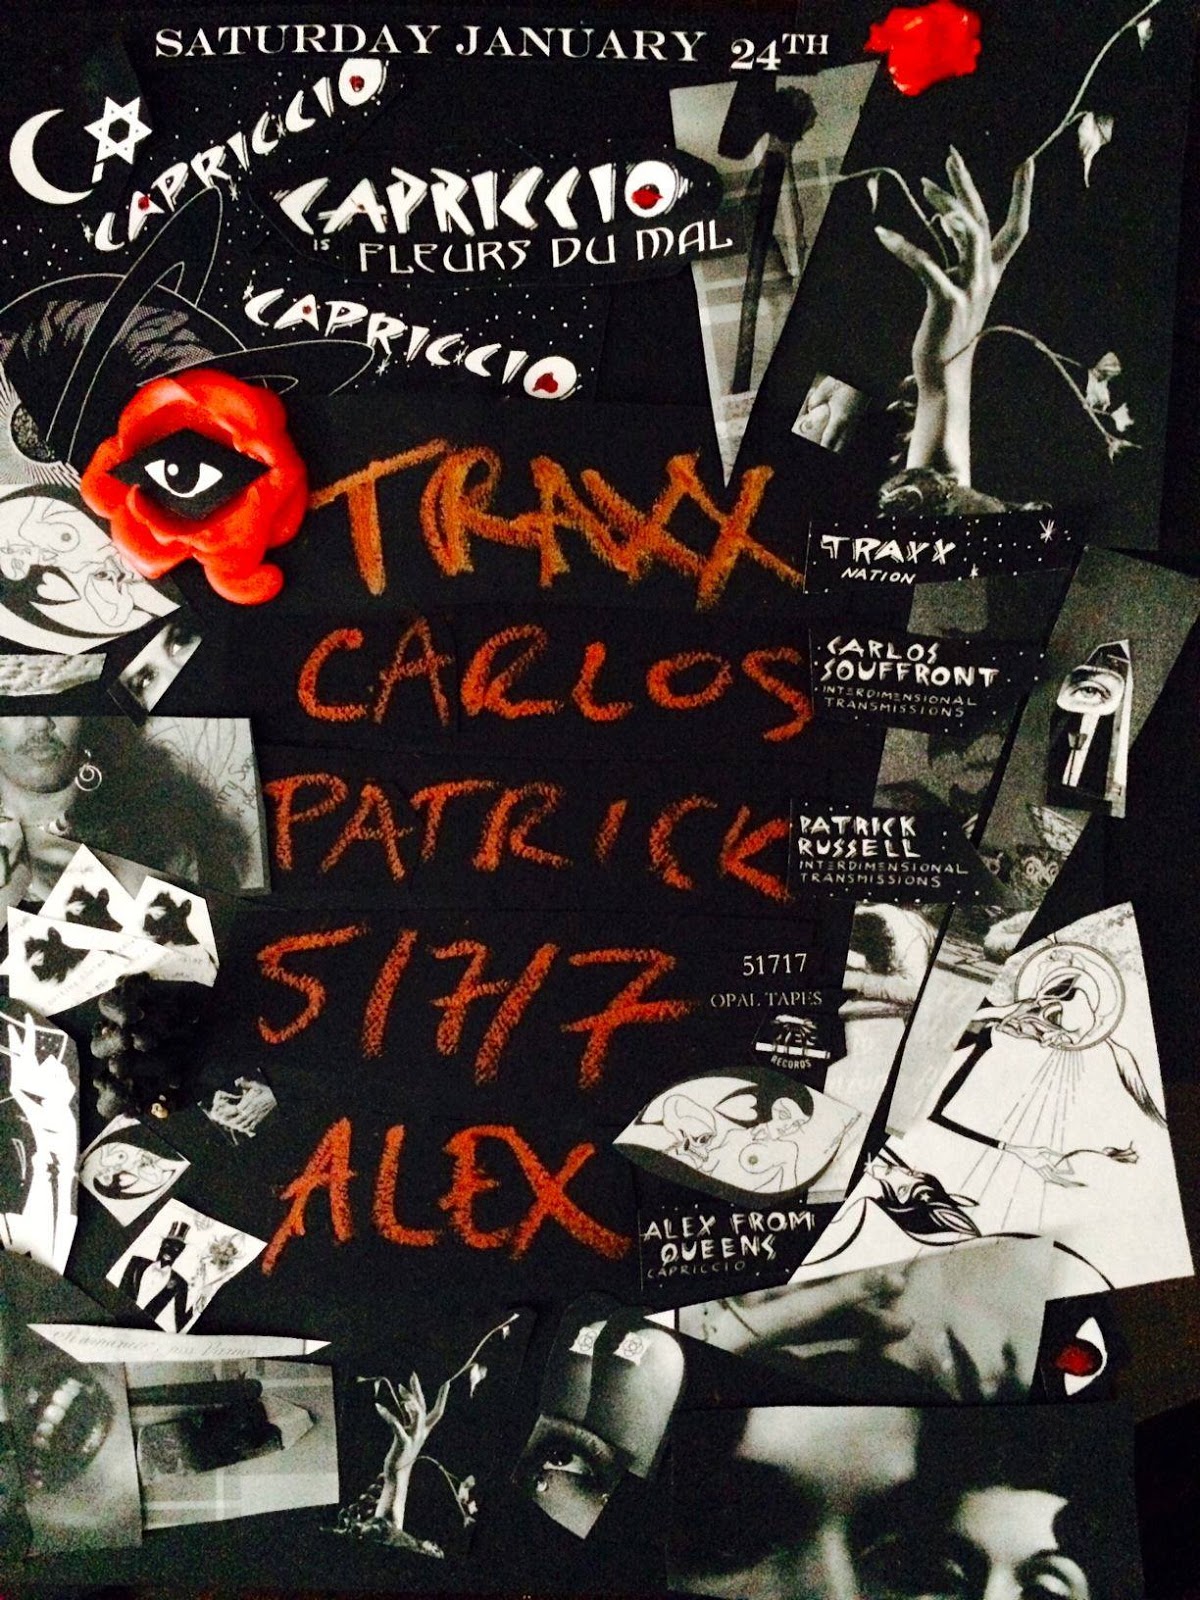 SATURDAY JANUARY 24TH
CAPRICCIO
CAPRICCIO
IS FLEURS DU MAL
CAPRICCIO
TRAXX
TRAXX
NATION
CARLOS
CARLOS
SOUFFRONT
INTERDIMENSIONAL
TRANSMISSIONS
PATRICK
PATRICK
RUSSELL
INTERDIMENSIONAL
TRANSMISSIONS
51717
51717
OPAL TAPES
RECORDS
ALEX
ALEX FROM
QUEENS
CAPRICCIO